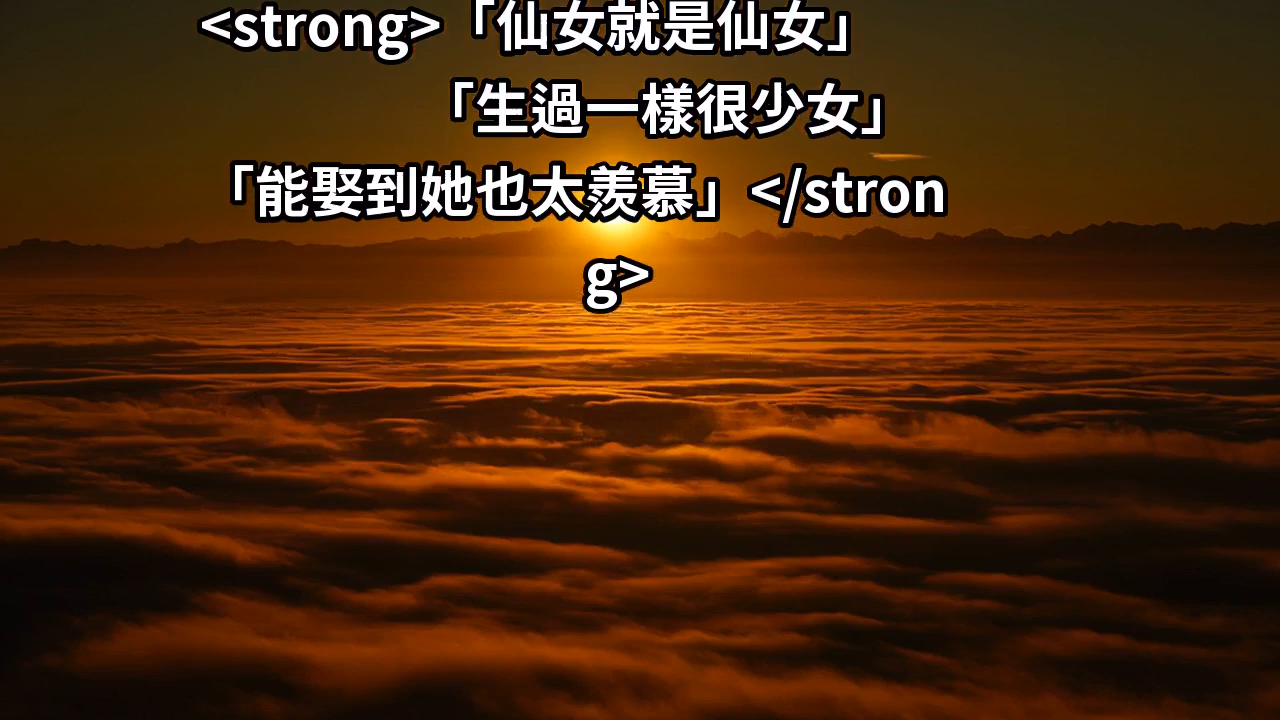 <strong>「仙女就是仙女」
「生過一樣很少女」
「能娶到她也太羨慕」</stron
g>